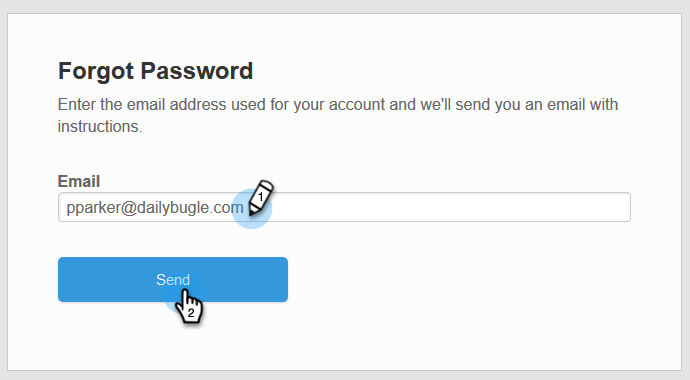 Forgot Password
Enter the email address used for your account and we'll send you an email with
instructions.
Email
pparker@dailybugle.com
1
Send
2